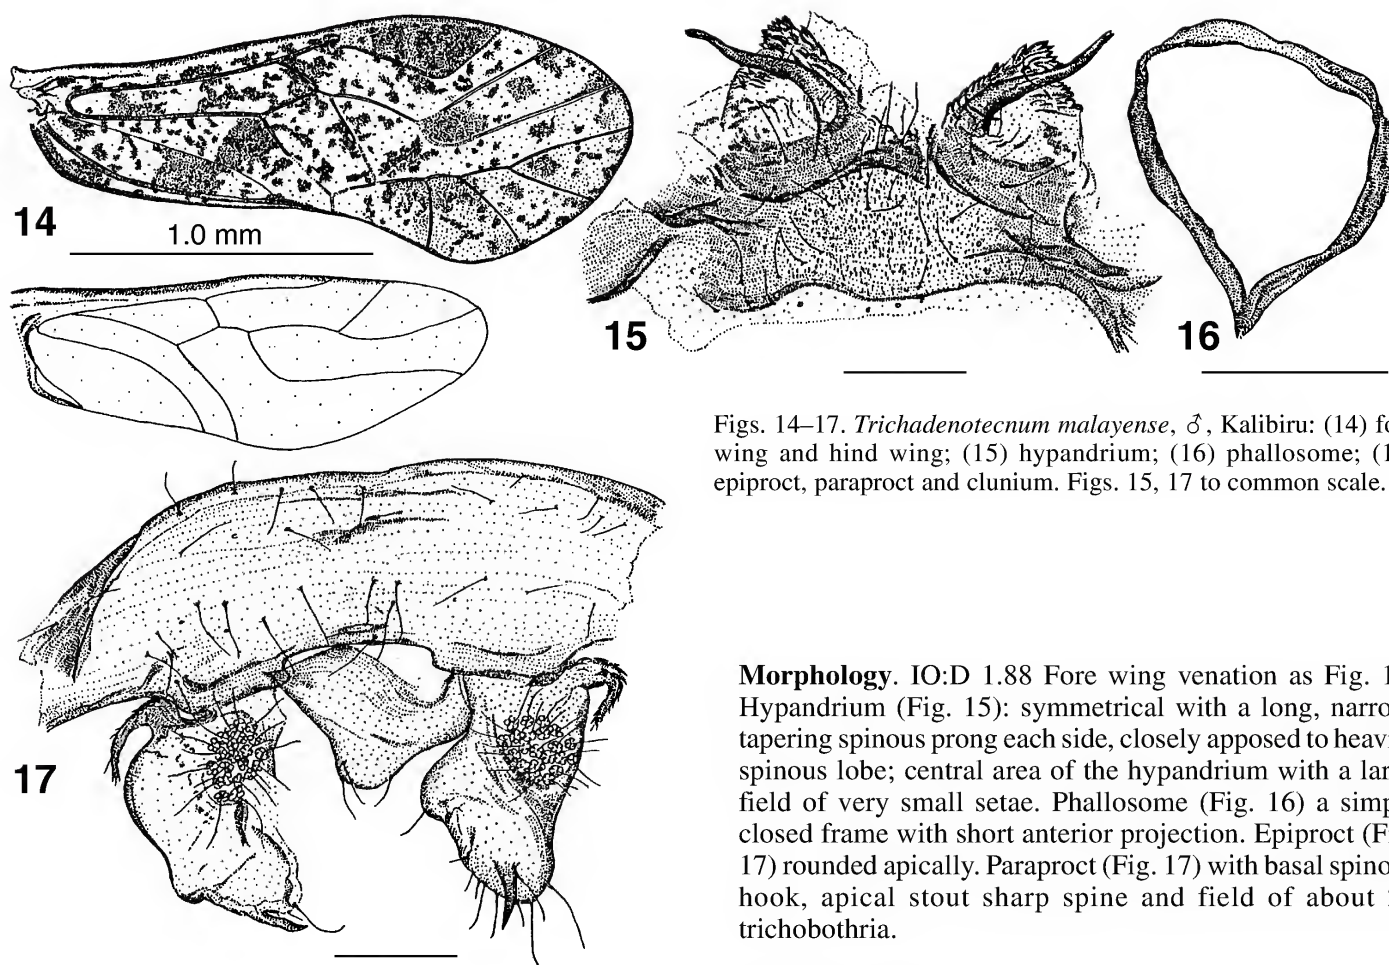 14
1.0 mm
15
16
Figs. 14–17. Trichadenotecnum malayense, ♂, Kalibiru: (14)
wing and hind wing; (15) hypandrium; (16) phallosome;
epiproct, paraproct and clunium. Figs. 15, 17 to common scale.
17
Morphology. IO:D 1.88 Fore wing venation as Fig.
Hypandrium (Fig. 15): symmetrical with a long,
tapering spinous prong each side, closely apposed to
spinous lobe; central area of the hypandrium with a
field of very small setae. Phallosome (Fig. 16) a
closed frame with short anterior projection. Epiproct
17) rounded apically. Paraproct (Fig. 17) with basal
hook, apical stout sharp spine and field of about
trichobothria.